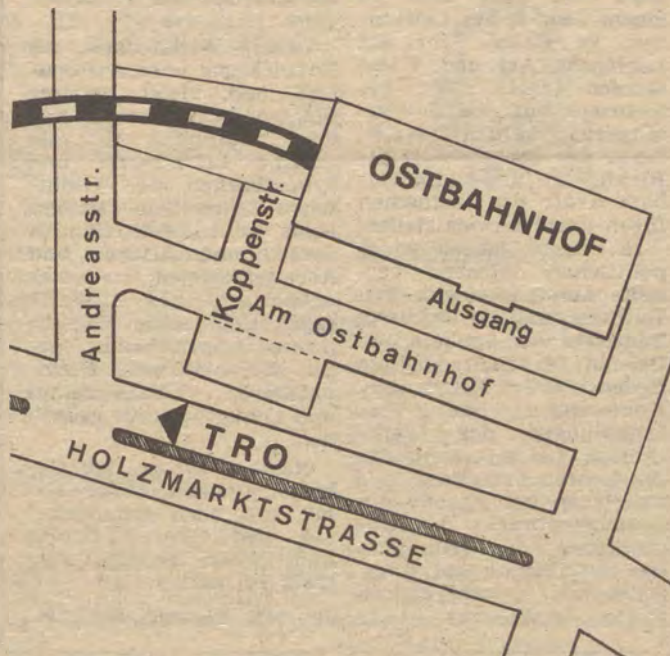 OSTBAHNHOF
Andreasstr.
Koppenstr.
Ausgang
Am Ostbahnhof
TRO
HOLZMARKTSTRASSE